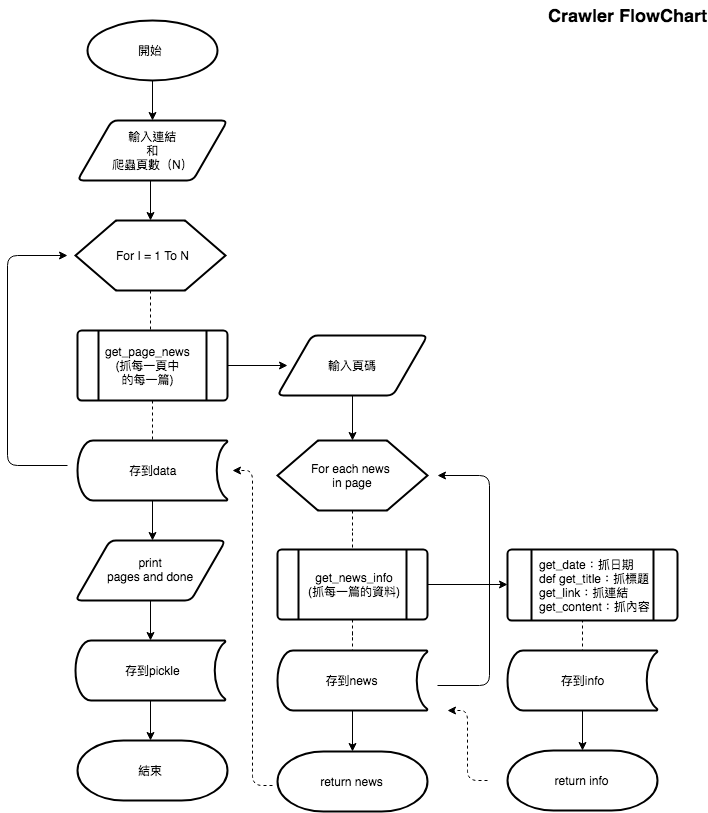 Crawler FlowChart
開始
輸入連結
和
爬蟲頁數（N）
For I = 1 To N
get_page_news
(抓每一頁中
的每一篇)
存到data
print
pages and done
存到pickle
結束
輸入頁碼
For each news
in page
get_news_info
(抓每一篇的資料)
存到news
return news
get_date：抓日期
def get_title：抓標題
get_link：抓連結
get_content：抓內容
存到info
return info